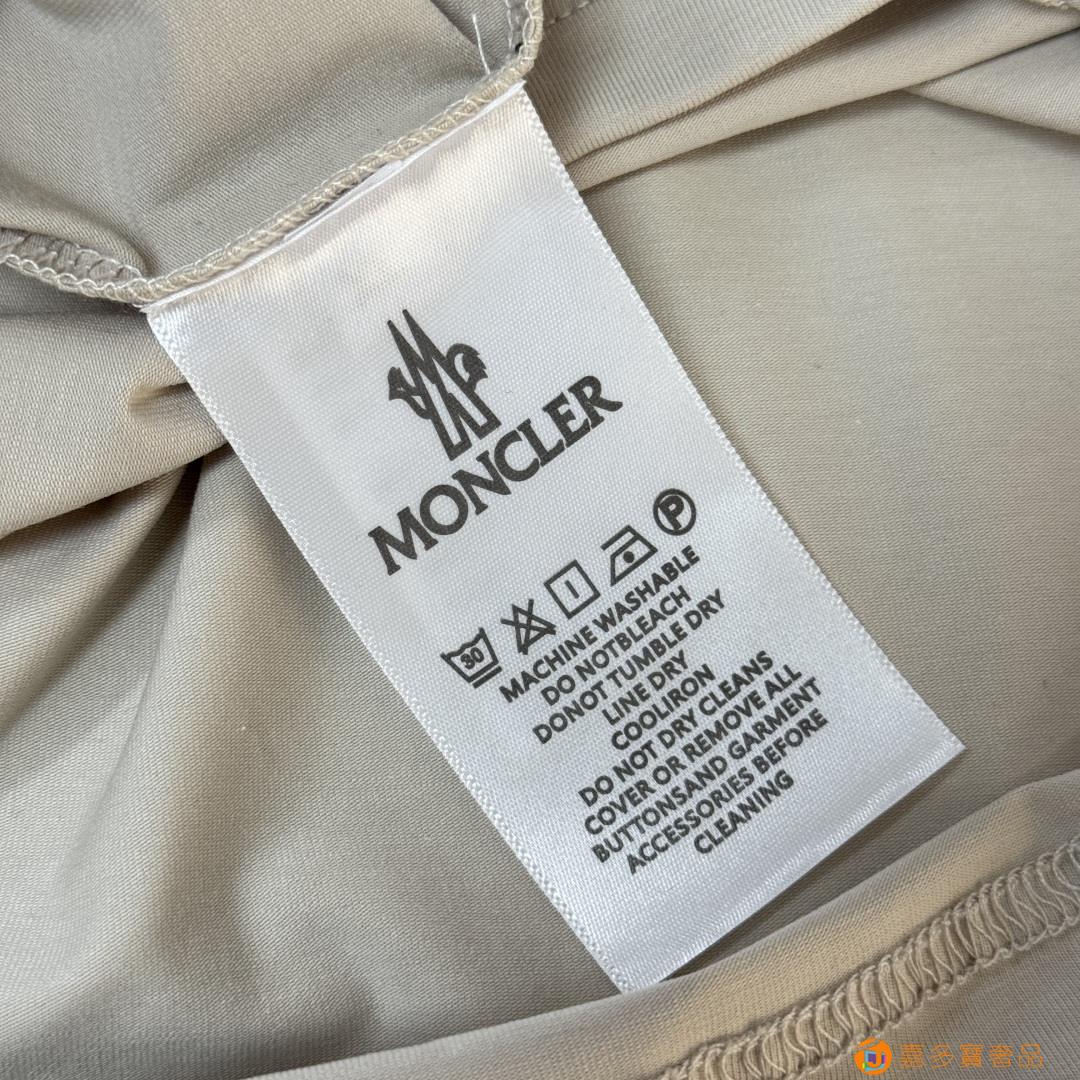 MONCLER
30
P
MACHINE WASHABLE
DO NOTBLEACH
DONOT TUMBLE DRY
LINE DRY
COOLIRON
DO NOT DRY CLEANS
COVER OR REMOVE ALL
BUTTONSAND GARMENT
ACCESSORIES BEFORE
CLEANING
嘉多寶奢品